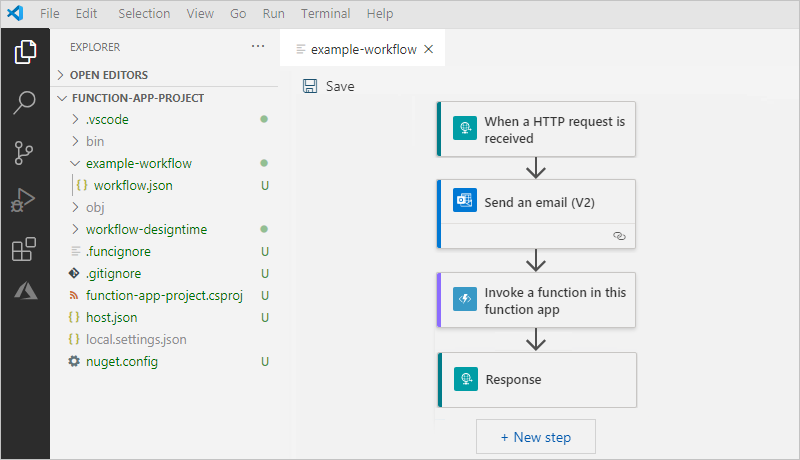 File Edit Selection View Go Run Terminal Help
EXPLORER
OPEN EDITORS
FUNCTION-APP-PROJECT
.vscode
bin
example-workflow
workflow.json U
obj
workflow-designtime
.funcignore U
.gitignore U
function-app-project.csproj U
host.json U
local.settings.json
nuget.config U
example-workflow
Save
When a HTTP request is
received
Send an email (V2)
Invoke a function in this
function app
Response
+ New step